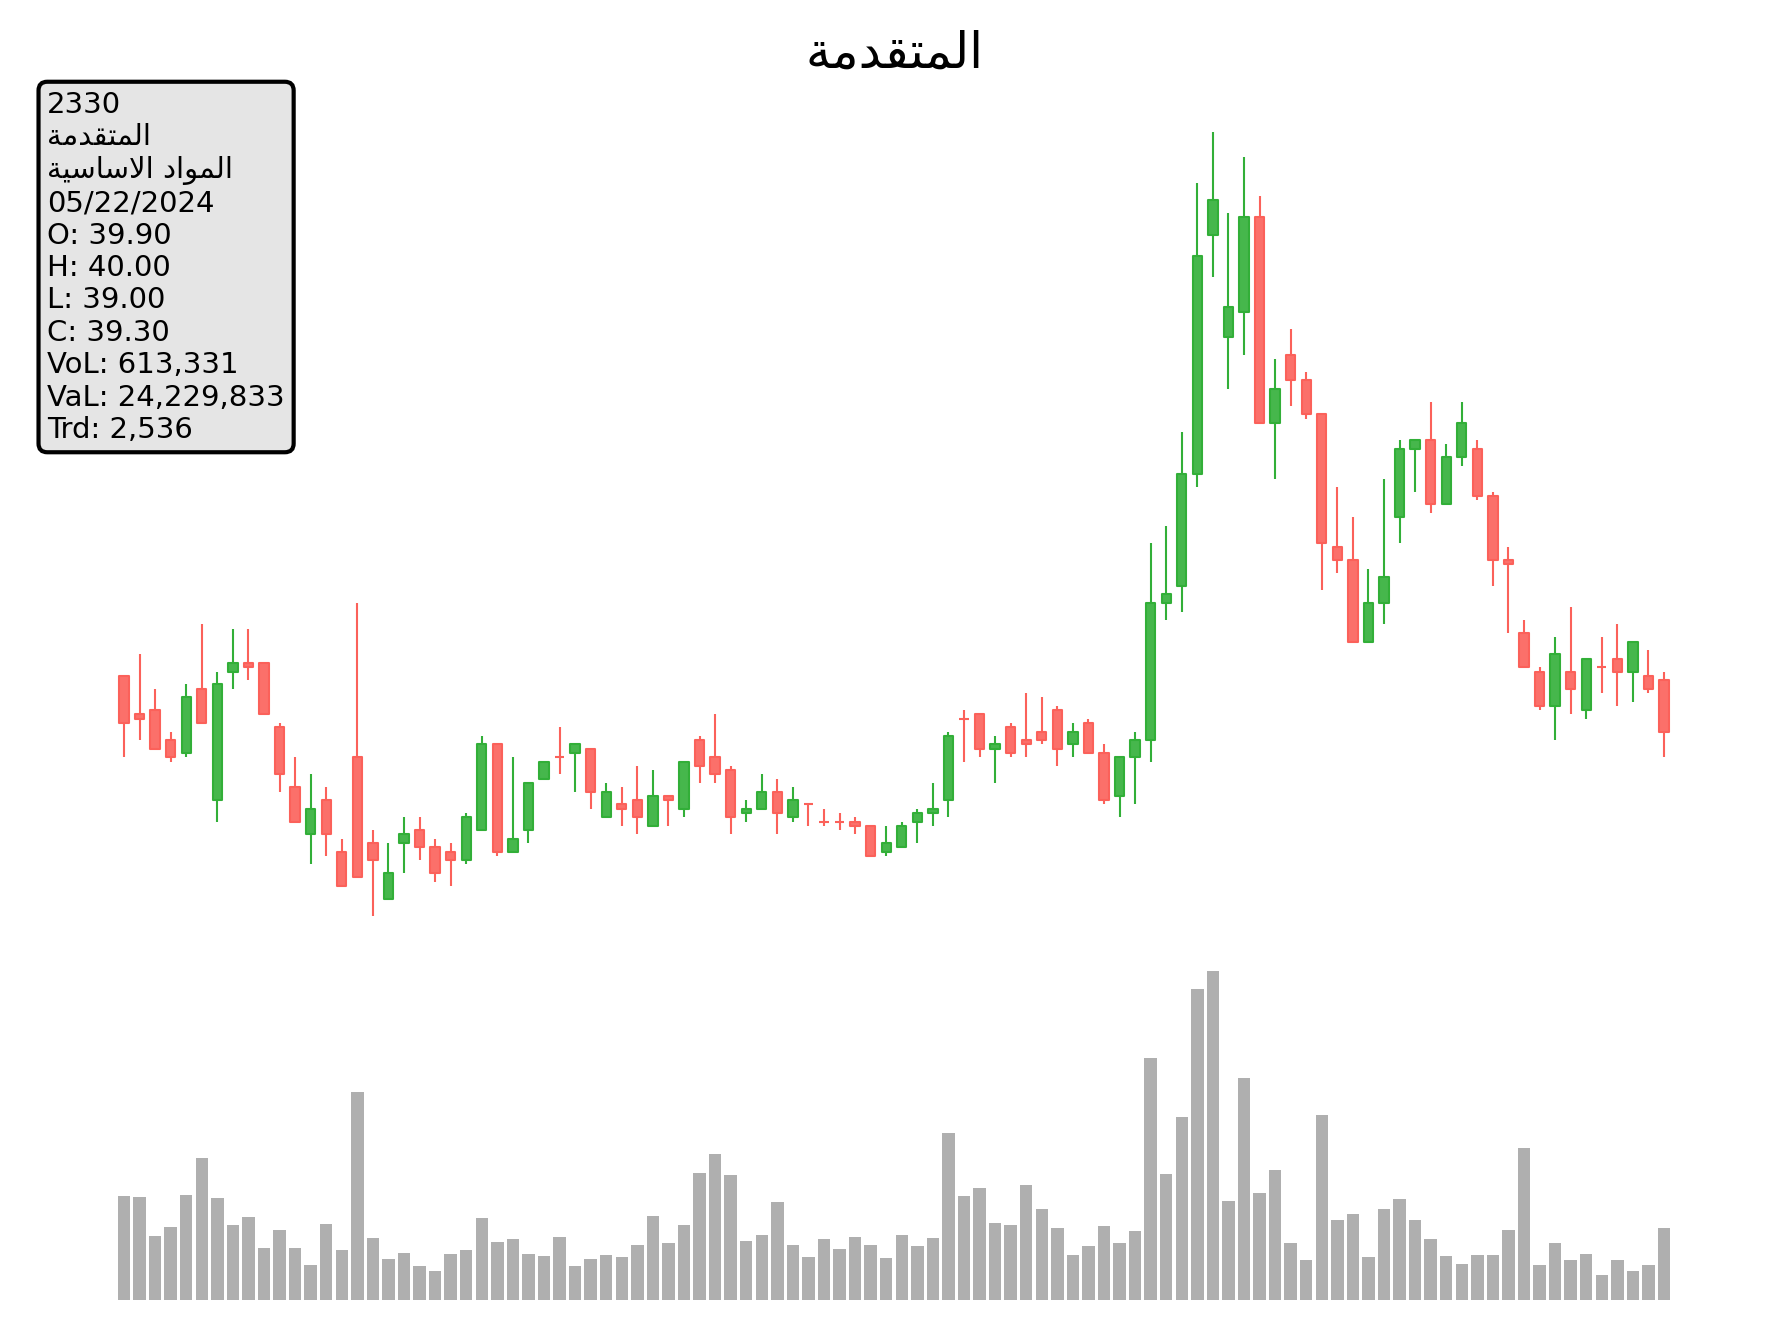 المتقدمة
2330
المتقدمة
المواد الاساسية
05/22/2024
O: 39.90
H: 40.00
L: 39.00
C: 39.30
VoL: 613,331
VaL: 24,229,833
Trd: 2,536